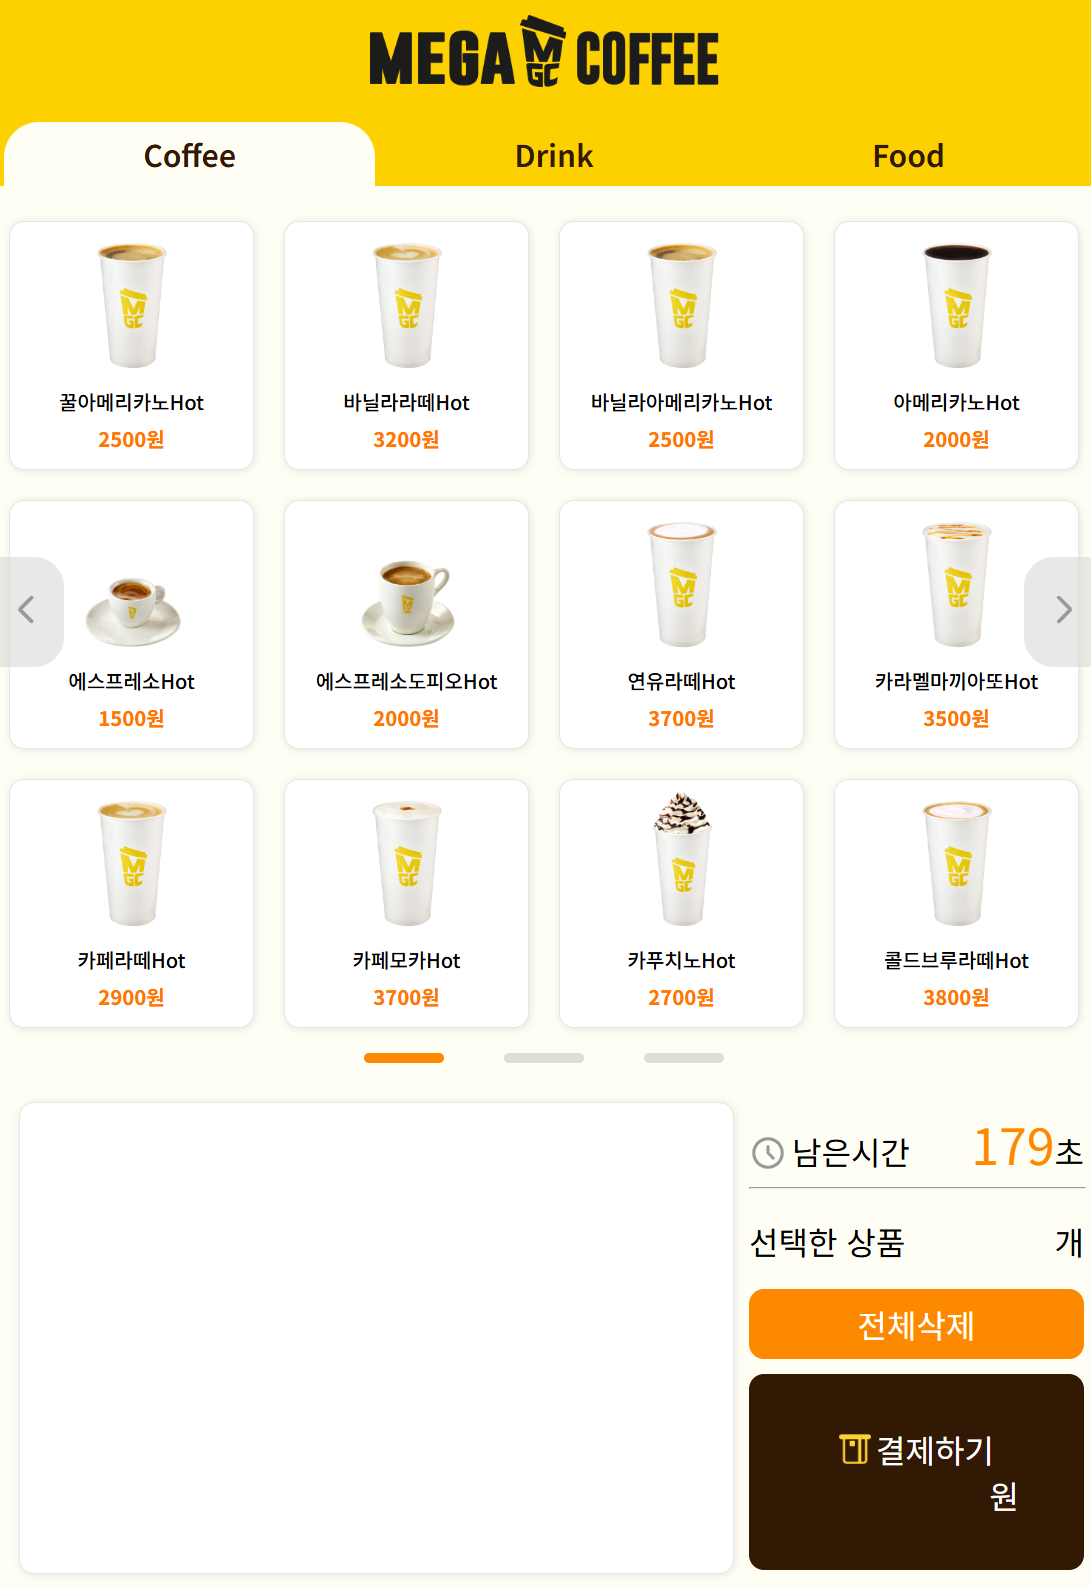 MEGA MGC COFFEE
Coffee Drink Food
MGC MGC MGC MGC
꿀아메리카노Hot 바닐라라떼Hot 바닐라아메리카노Hot 아메리카노Hot
2500원 3200원 2500원 2000원
MGC MGC
에스프레소Hot 에스프레소도피오Hot 연유라떼Hot 카라멜마끼아또Hot
1500원 2000원 3700원 3500원
MGC MGC MGC MGC
카페라떼Hot 카페모카Hot 카푸치노Hot 콜드브루라떼Hot
2900원 3700원 2700원 3800원
남은시간 179초
선택한 상품 개
전체삭제
결제하기
원